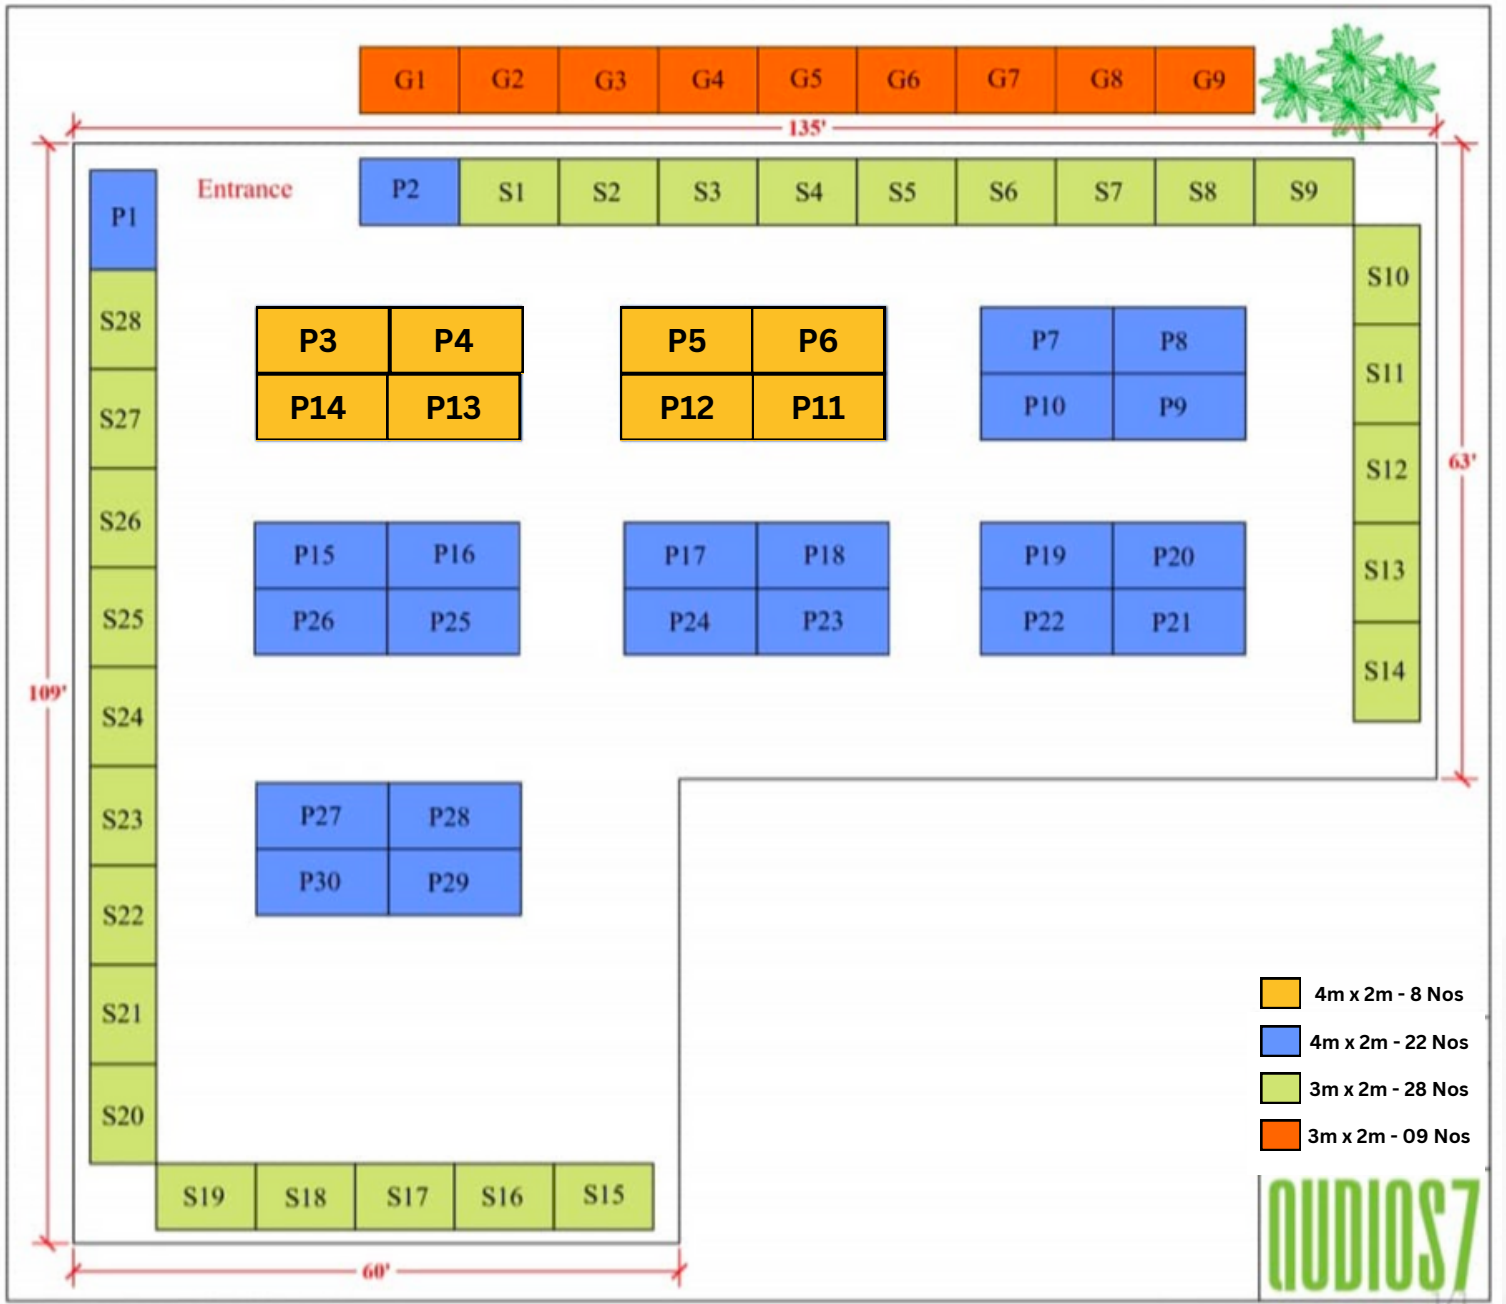 G1 G2 G3 G4 G5 G6 G7 G8 G9
135'
P1
Entrance
P2 S1 S2 S3 S4 S5 S6 S7 S8 S9
S10
S11
S12
S13
S14
63'
S28
S27
S26
S25
S24
S23
S22
S21
S20
109'
P3 P4
P14 P13
P5 P6
P12 P11
P7 P8
P10 P9
P15 P16
P26 P25
P17 P18
P24 P23
P19 P20
P22 P21
P27 P28
P30 P29
S19 S18 S17 S16 S15
60'
4m x 2m - 8 Nos
4m x 2m - 22 Nos
3m x 2m - 28 Nos
3m x 2m - 09 Nos
AUDIOS7